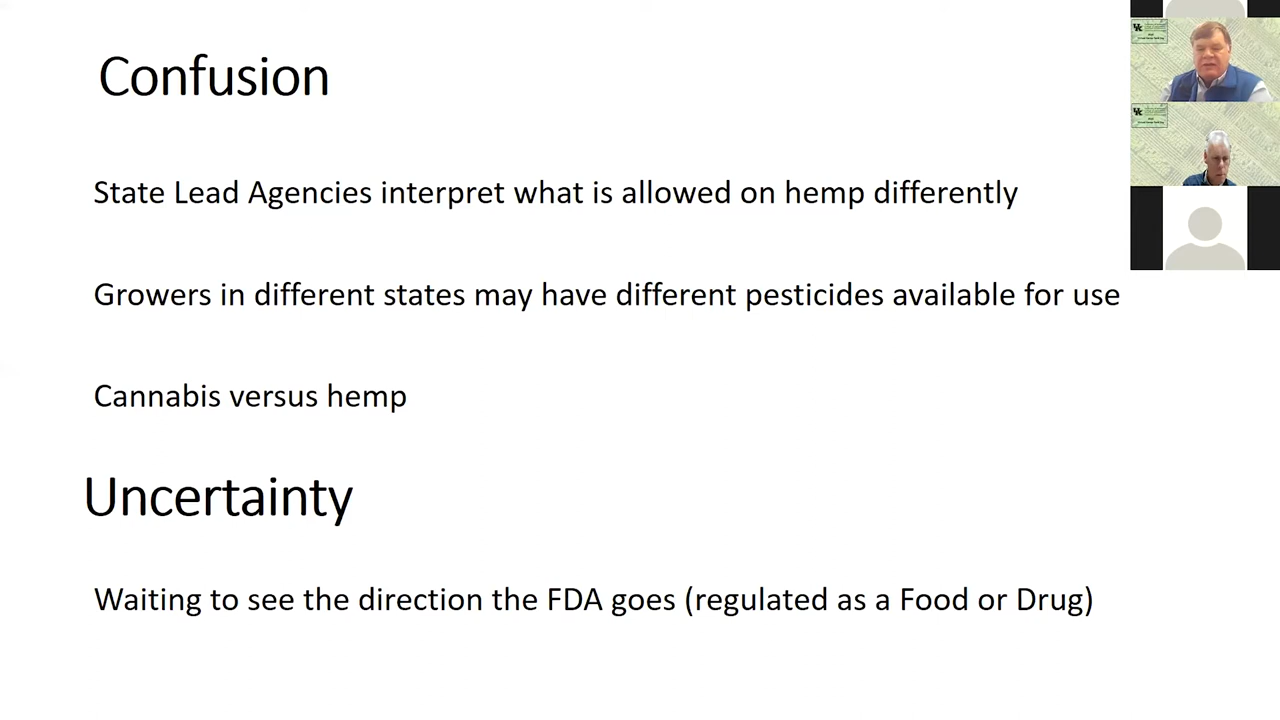 Confusion
State Lead Agencies interpret what is allowed on hemp differently
Growers in different states may have different pesticides available for use
Cannabis versus hemp
Uncertainty
Waiting to see the direction the FDA goes (regulated as a Food or Drug)